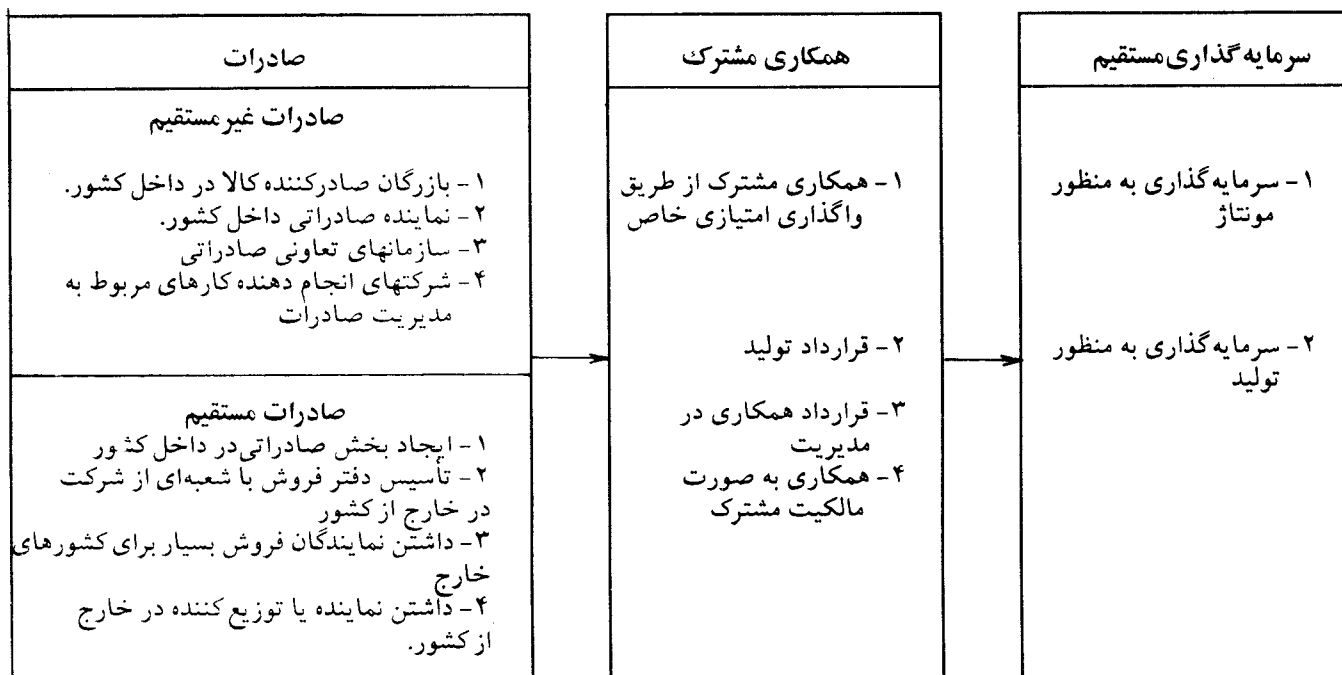 صادرات
صادرات غیرمستقیم
۱- بازرگان صادرکننده کالا در داخل کشور.
۲- نماینده صادراتی داخل کشور.
۳- سازمانهای تعاونی صادراتی
۴- شرکتهای انجام دهنده کارهای مربوط به
مدیریت صادرات
صادرات مستقیم
۱- ایجاد بخش صادراتی در داخل کشور
۲- تأسیس دفتر فروش با شعبه‌ای از شرکت
در خارج از کشور
۳- داشتن نمایندگان فروش بسیار برای کشورهای
خارج
۴- داشتن نماینده یا توزیع کننده در خارج
از کشور.
همکاری مشترک
۱- همکاری مشترک از طریق
واگذاری امتیازی خاص
۲- قرارداد تولید
۳- قرارداد همکاری در
مدیریت
۴- همکاری به صورت
مالکیت مشترک
سرمایه‌گذاری مستقیم
۱- سرمایه‌گذاری به منظور
مونتاژ
۲- سرمایه‌گذاری به منظور
تولید